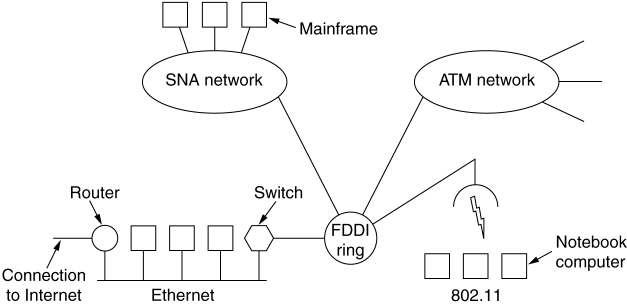 Mainframe
SNA network
ATM network
Router
Switch
FDDI
ring
Notebook
computer
Connection
to Internet
Ethernet
802.11